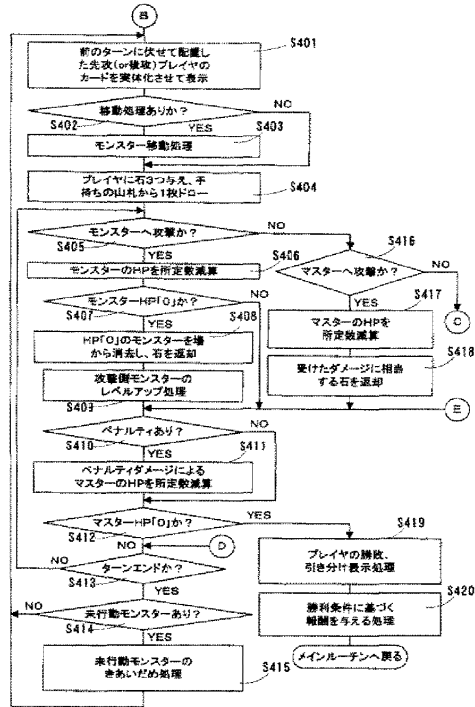 B
S401
前のターンに伏せて配置し
た先攻(or後攻)プレイヤの
カードを実体化させて表示
移動処理ありか?
NO
S402
YES
S403
モンスター移動処理
S404
プレイヤに石3つ与え、手
持ちの山札から1枚ドロー
モンスターへ攻撃か?
NO
S405
YES
S406
モンスターのHPを所定数減算
S416
マスターへ攻撃か?
NO
YES
S417
C
モンスターHP「0」か?
NO
S407
YES
S408
マスターのHPを
所定数減算
HP「0」のモンスターを場
から消去し、石を返却
S418
受けたダメージに相当
する石を返却
攻撃側モンスターの
レベルアップ処理
S409
E
ペナルティあり?
NO
S410
YES
S411
ペナルティダメージによる
マスターのHPを所定数減算
マスターHP「0」か?
YES
S412
NO
D
S419
プレイヤの勝敗、
引き分け表示処理
NO
ターンエンドか?
S413
YES
S420
勝利条件に基づく
報酬を与える処理
NO
未行動モンスターあり?
S414
YES
メインルーチンへ戻る
未行動モンスターの
きあいだめ処理
S415